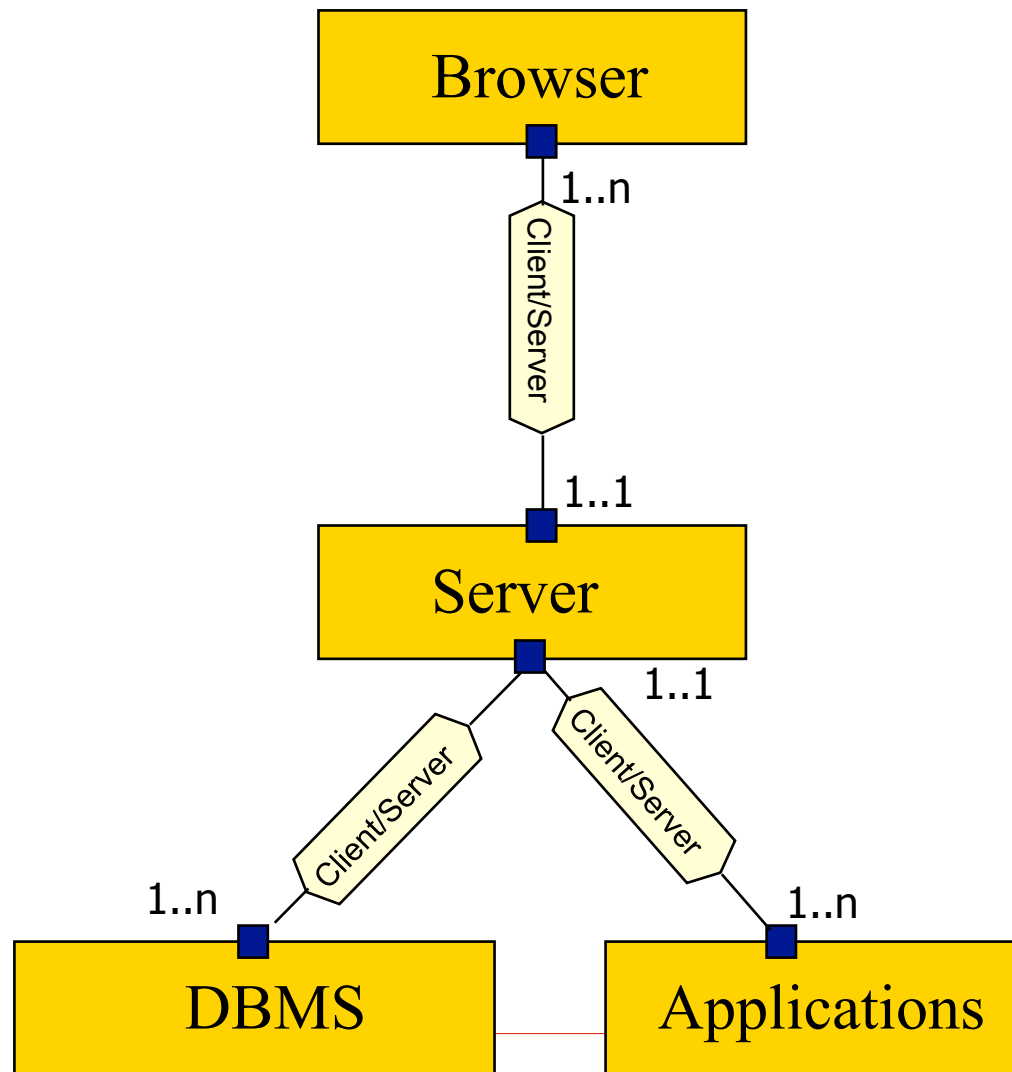 Browser
1..n
Client/Server
1..1
Server
1..1
Client/Server
Client/Server
1..n
1..n
DBMS
Applications